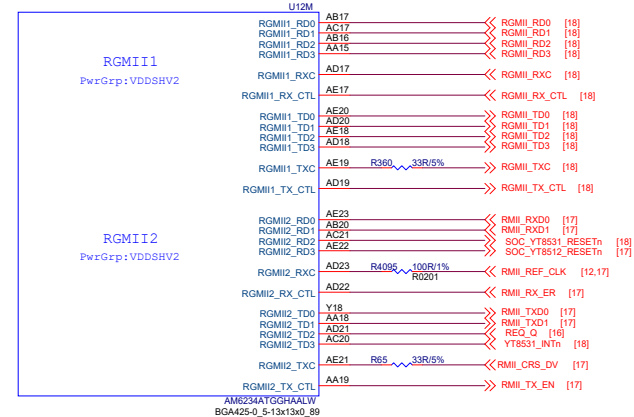 U12M
RGMII1
PwrGrp:VDDSHV2
RGMII1_RD0 AB17 RGMII_RD0 [18]
RGMII1_RD1 AC17 RGMII_RD1 [18]
RGMII1_RD2 AB16 RGMII_RD2 [18]
RGMII1_RD3 AA15 RGMII_RD3 [18]
RGMII1_RXC AD17 RGMII_RXC [18]
RGMII1_RX_CTL AE17 RGMII_RX_CTL [18]
RGMII1_TD0 AE20 RGMII_TD0 [18]
RGMII1_TD1 AD20 RGMII_TD1 [18]
RGMII1_TD2 AE18 RGMII_TD2 [18]
RGMII1_TD3 AD18 RGMII_TD3 [18]
RGMII1_TXC AE19 R360 33R/5% RGMII_TXC [18]
RGMII1_TX_CTL AD19 RGMII_TX_CTL [18]
RGMII2
PwrGrp:VDDSHV2
RGMII2_RD0 AE23 RMII_RXD0 [17]
RGMII2_RD1 AB20 RMII_RXD1 [17]
RGMII2_RD2 AC21 SOC_YT8531_RESETn [18]
RGMII2_RD3 AE22 SOC_YT8512_RESETn [17]
RGMII2_RXC AD23 R4095 100R/1% RMII_REF_CLK [12,17]
R0201
RGMII2_RX_CTL AD22 RMII_RX_ER [17]
RGMII2_TD0 Y18 RMII_TXD0 [17]
RGMII2_TD1 AA18 RMII_TXD1 [17]
RGMII2_TD2 AD21 REQ_Q [16]
RGMII2_TD3 AC20 YT8531_INTn [18]
RGMII2_TXC AE21 R65 33R/5% RMII_CRS_DV [17]
RGMII2_TX_CTL AA19 RMII_TX_EN [17]
AM6234ATGGHAALW
BGA425-0_5-13x13x0_89